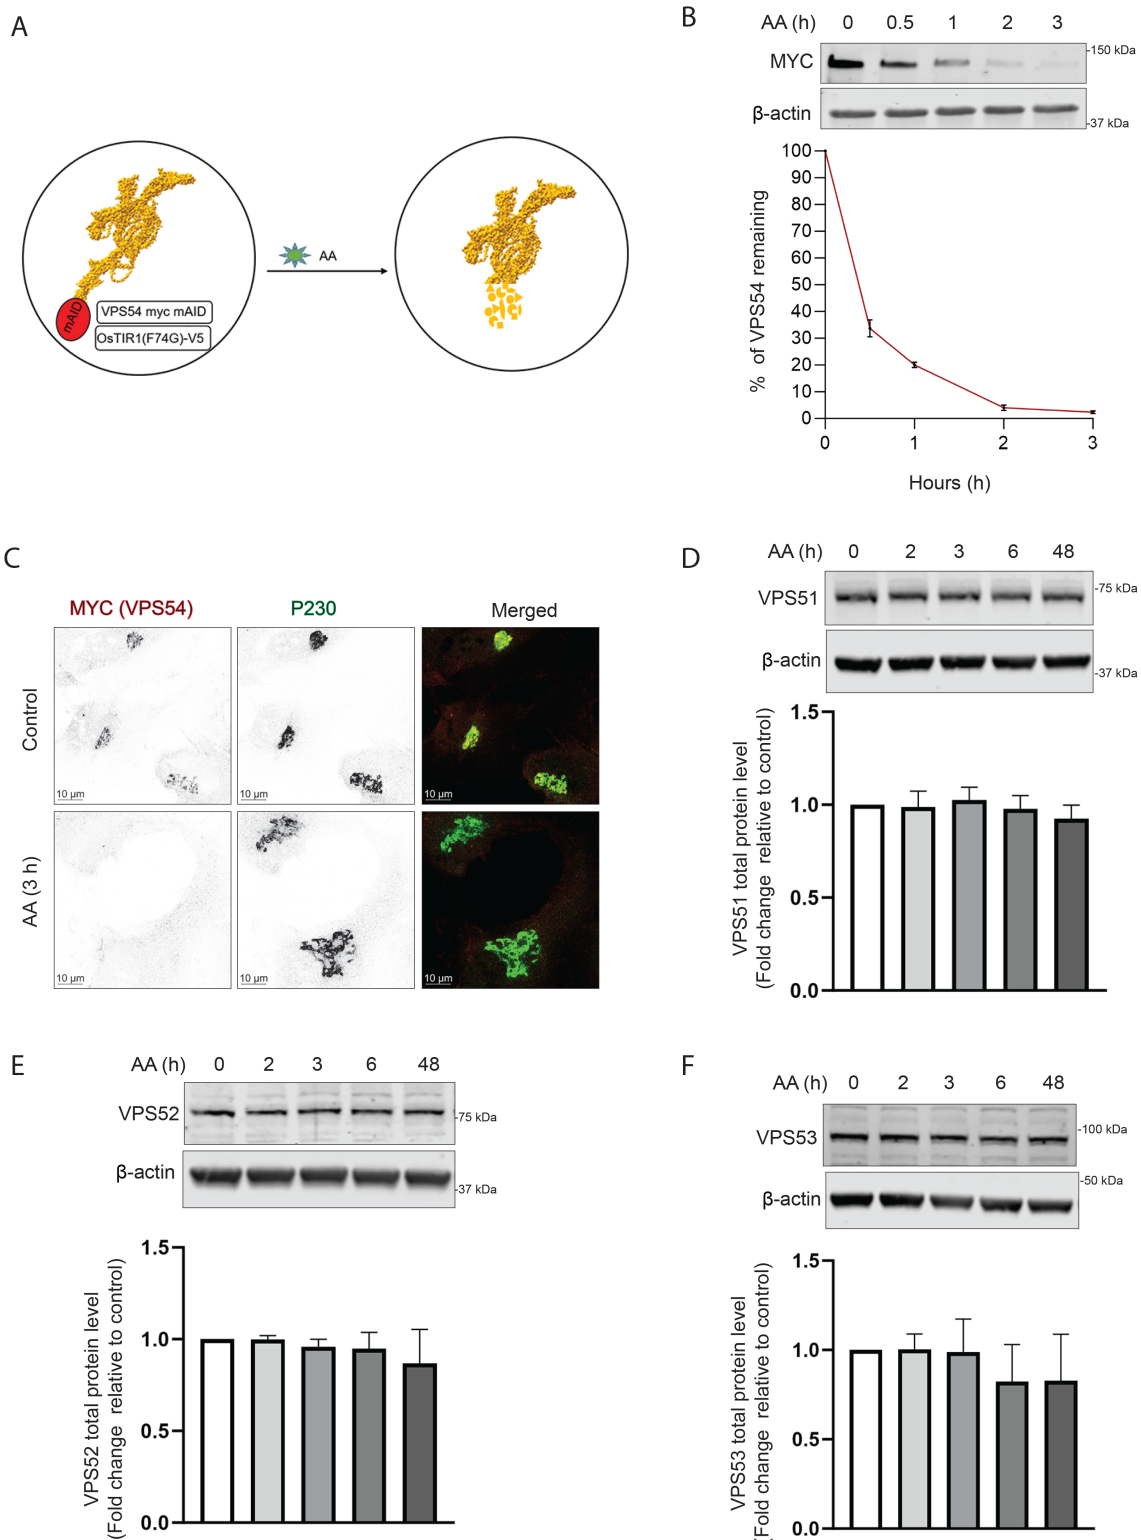 A
mAID
VPS54 myc mAID
OsTIR1(F74G)-V5
AA
B
AA (h) 0 0.5 1 2 3
MYC
-150 kDa
β-actin
-37 kDa
% of VPS54 remaining
100
90
80
70
60
50
40
30
20
10
0
0 1 2 3
Hours (h)
C
MYC (VPS54) P230 Merged
Control
10 µm 10 µm 10 µm
AA (3 h)
10 µm 10 µm 10 µm
D
AA (h) 0 2 3 6 48
VPS51
-75 kDa
β-actin
-37 kDa
VPS51 total protein level
(Fold change relative to control)
1.5
1.0
0.5
0.0
E
AA (h) 0 2 3 6 48
VPS52
-75 kDa
β-actin
-37 kDa
VPS52 total protein level
(Fold change relative to control)
1.5
1.0
0.5
0.0
F
AA (h) 0 2 3 6 48
VPS53
-100 kDa
β-actin
-50 kDa
VPS53 total protein level
(Fold change relative to control)
1.5
1.0
0.5
0.0